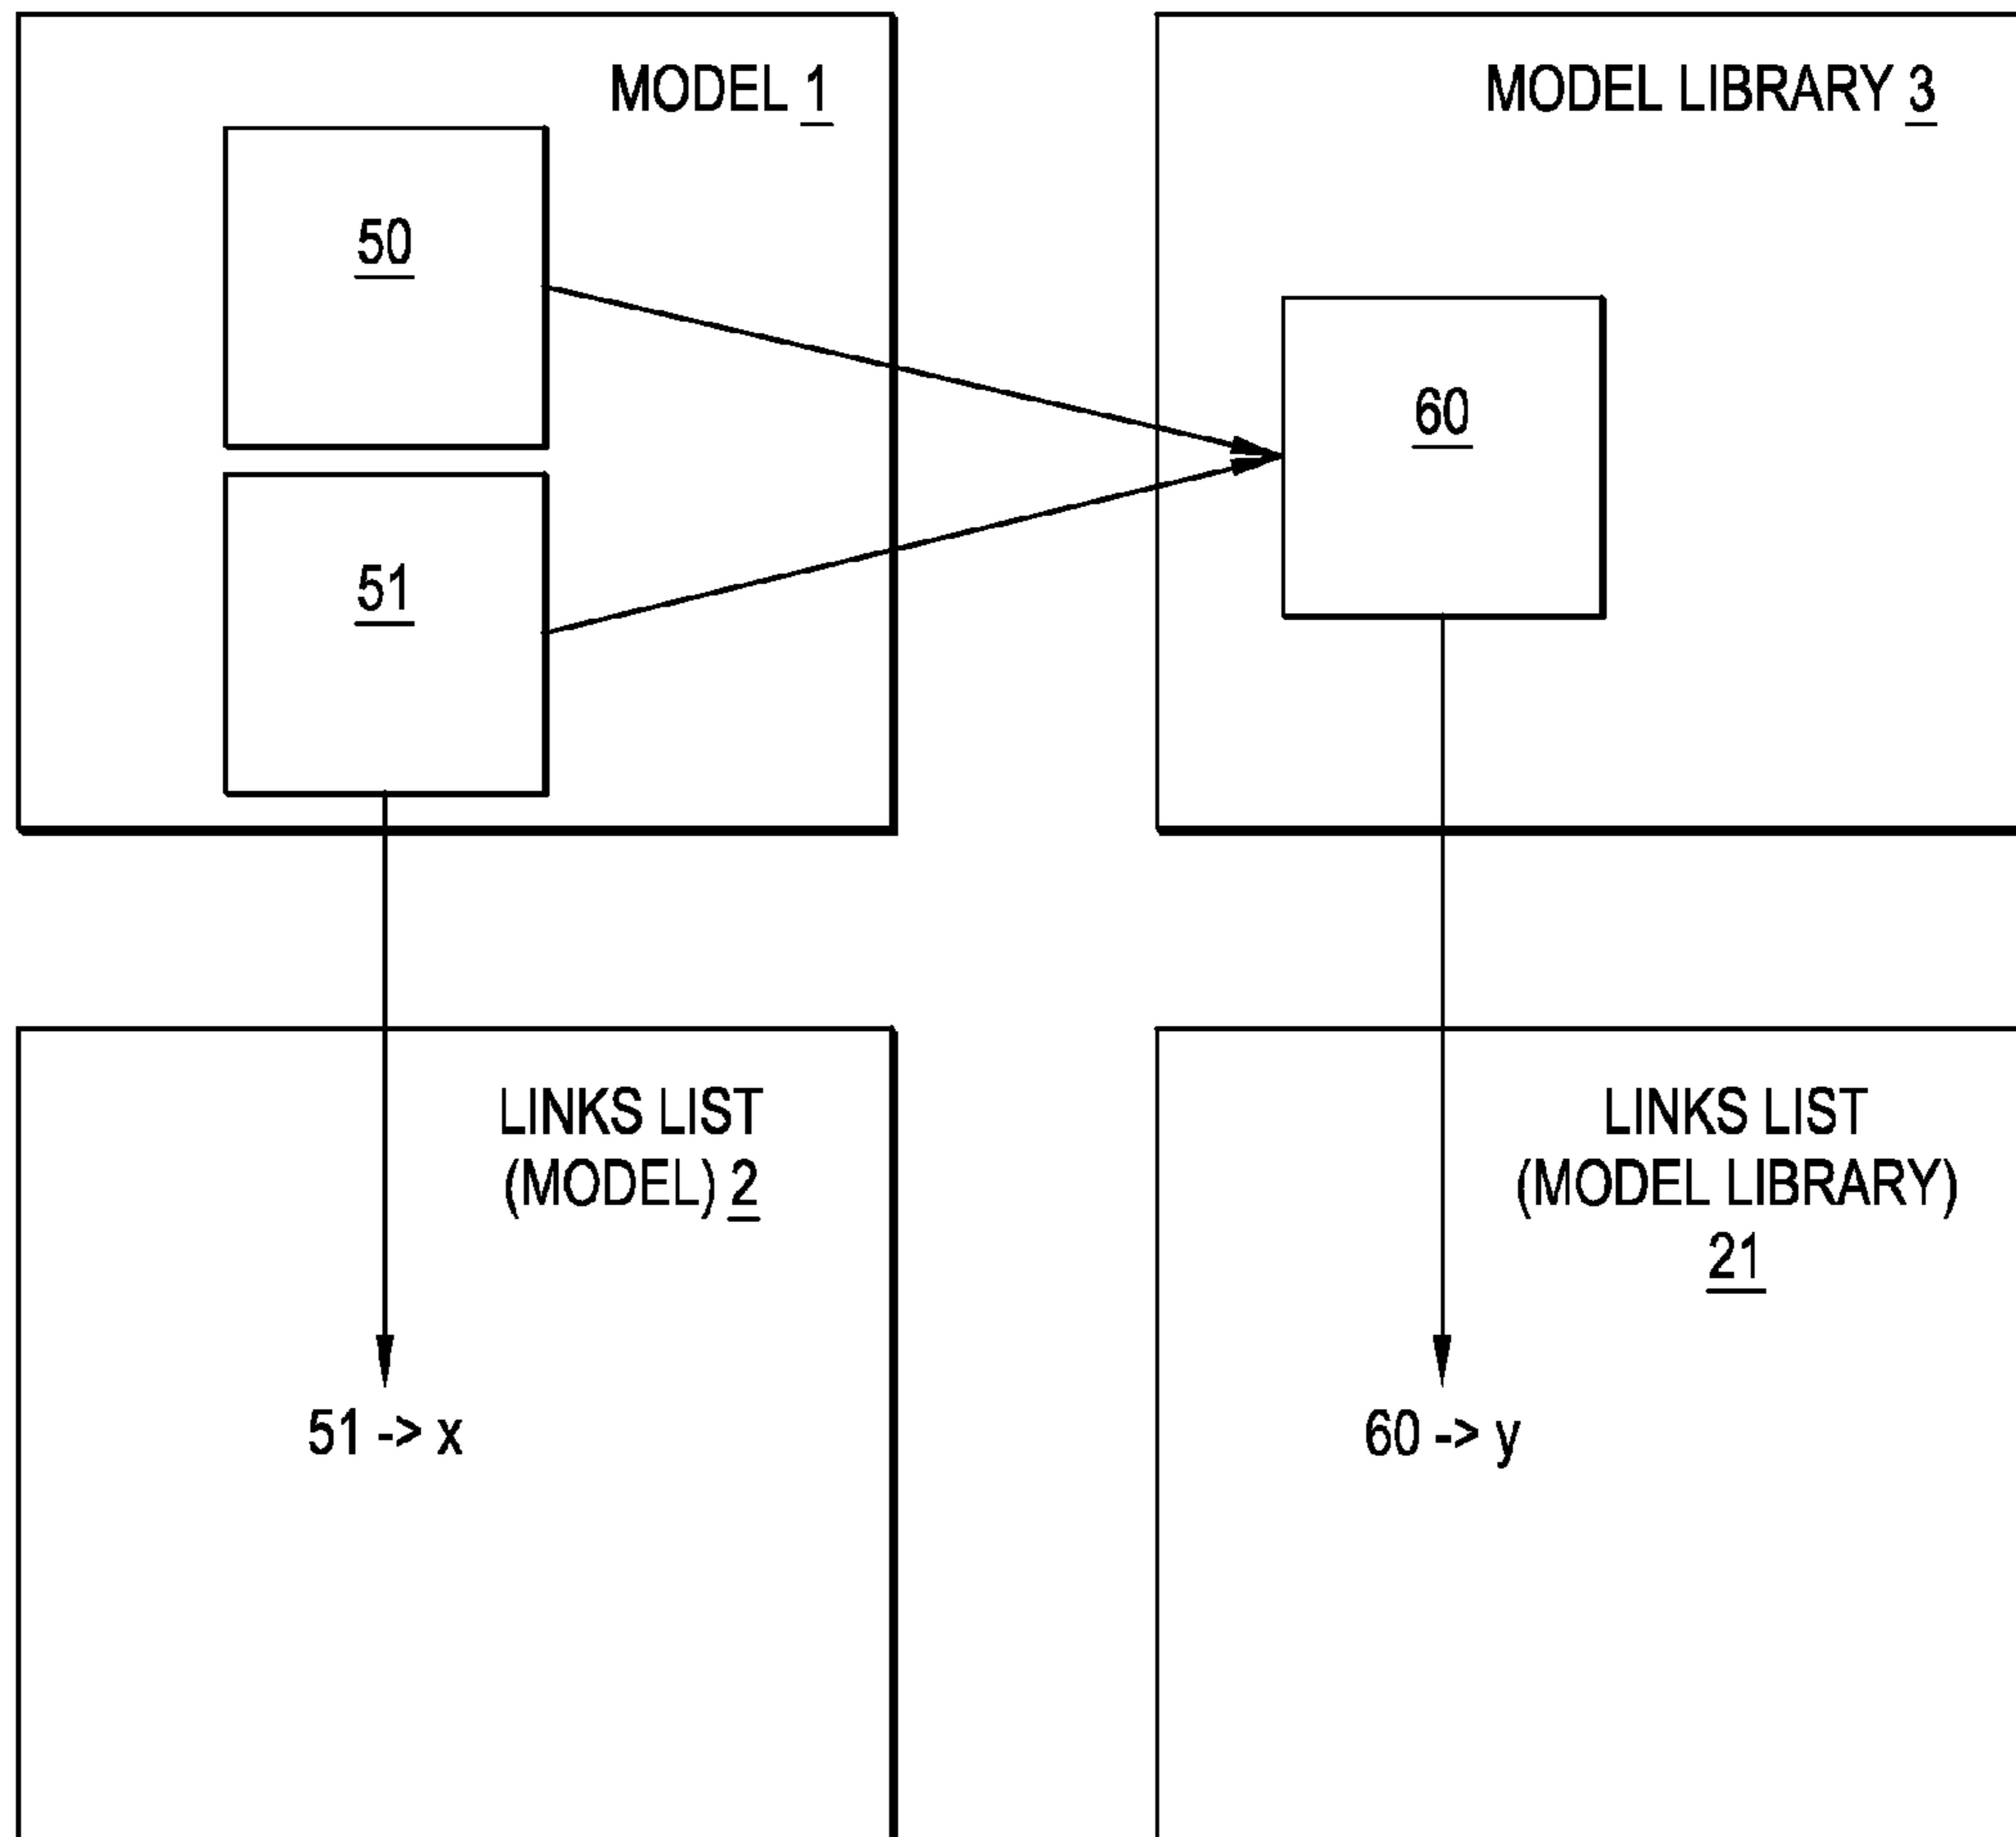 MODEL 1
MODEL LIBRARY 3
50
60
51
LINKS LIST
(MODEL) 2
LINKS LIST
(MODEL LIBRARY)
21
51 -> x
60 -> y